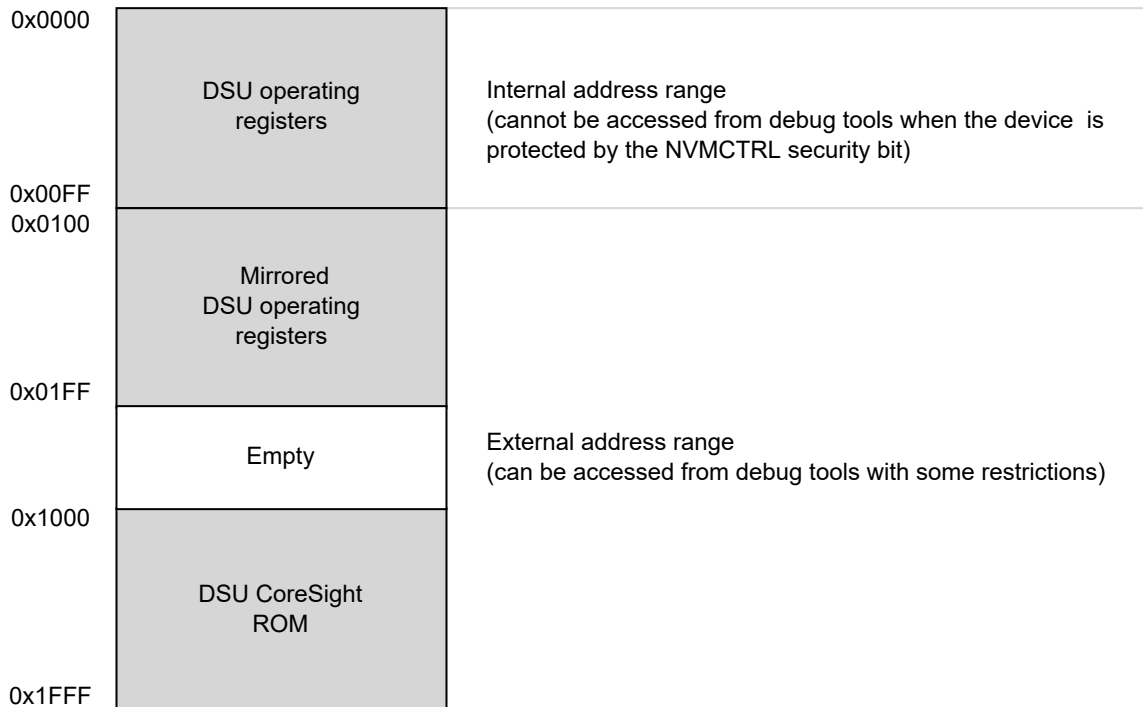 0x0000
DSU operating
registers
Internal address range
(cannot be accessed from debug tools when the device is
protected by the NVMCTRL security bit)
0x00FF
0x0100
Mirrored
DSU operating
registers
0x01FF
Empty
External address range
(can be accessed from debug tools with some restrictions)
0x1000
DSU CoreSight
ROM
0x1FFF